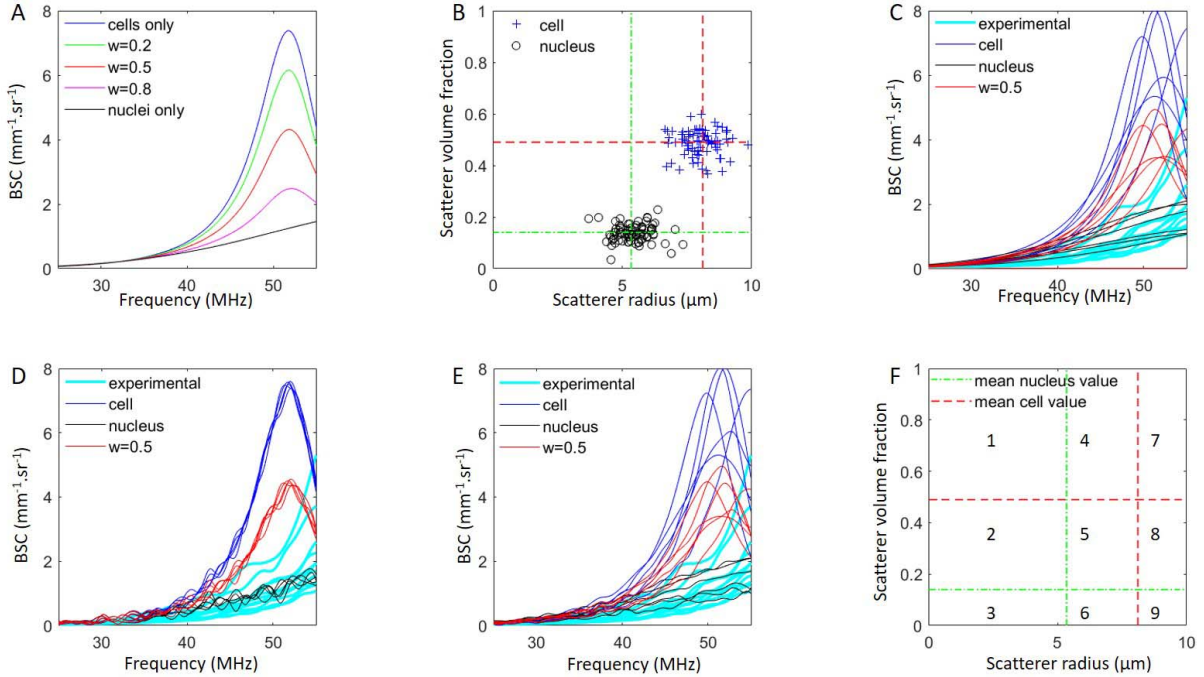 A
cells only
w=0.2
w=0.5
w=0.8
nuclei only
BSC (mm-1.sr-1)
8
6
4
2
0
30
40
50
Frequency (MHz)
B
cell
nucleus
Scatterer volume fraction
1
0.8
0.6
0.4
0.2
0
0
5
10
Scatterer radius (μm)
C
experimental
cell
nucleus
w=0.5
BSC (mm-1.sr-1)
8
6
4
2
0
30
40
50
Frequency (MHz)
D
experimental
cell
nucleus
w=0.5
BSC (mm-1.sr-1)
8
6
4
2
0
30
40
50
Frequency (MHz)
E
experimental
cell
nucleus
w=0.5
BSC (mm-1.sr-1)
8
6
4
2
0
30
40
50
Frequency (MHz)
F
mean nucleus value
mean cell value
1 4 7
2 5 8
3 6 9
Scatterer volume fraction
1
0.8
0.6
0.4
0.2
0
0
5
10
Scatterer radius (μm)